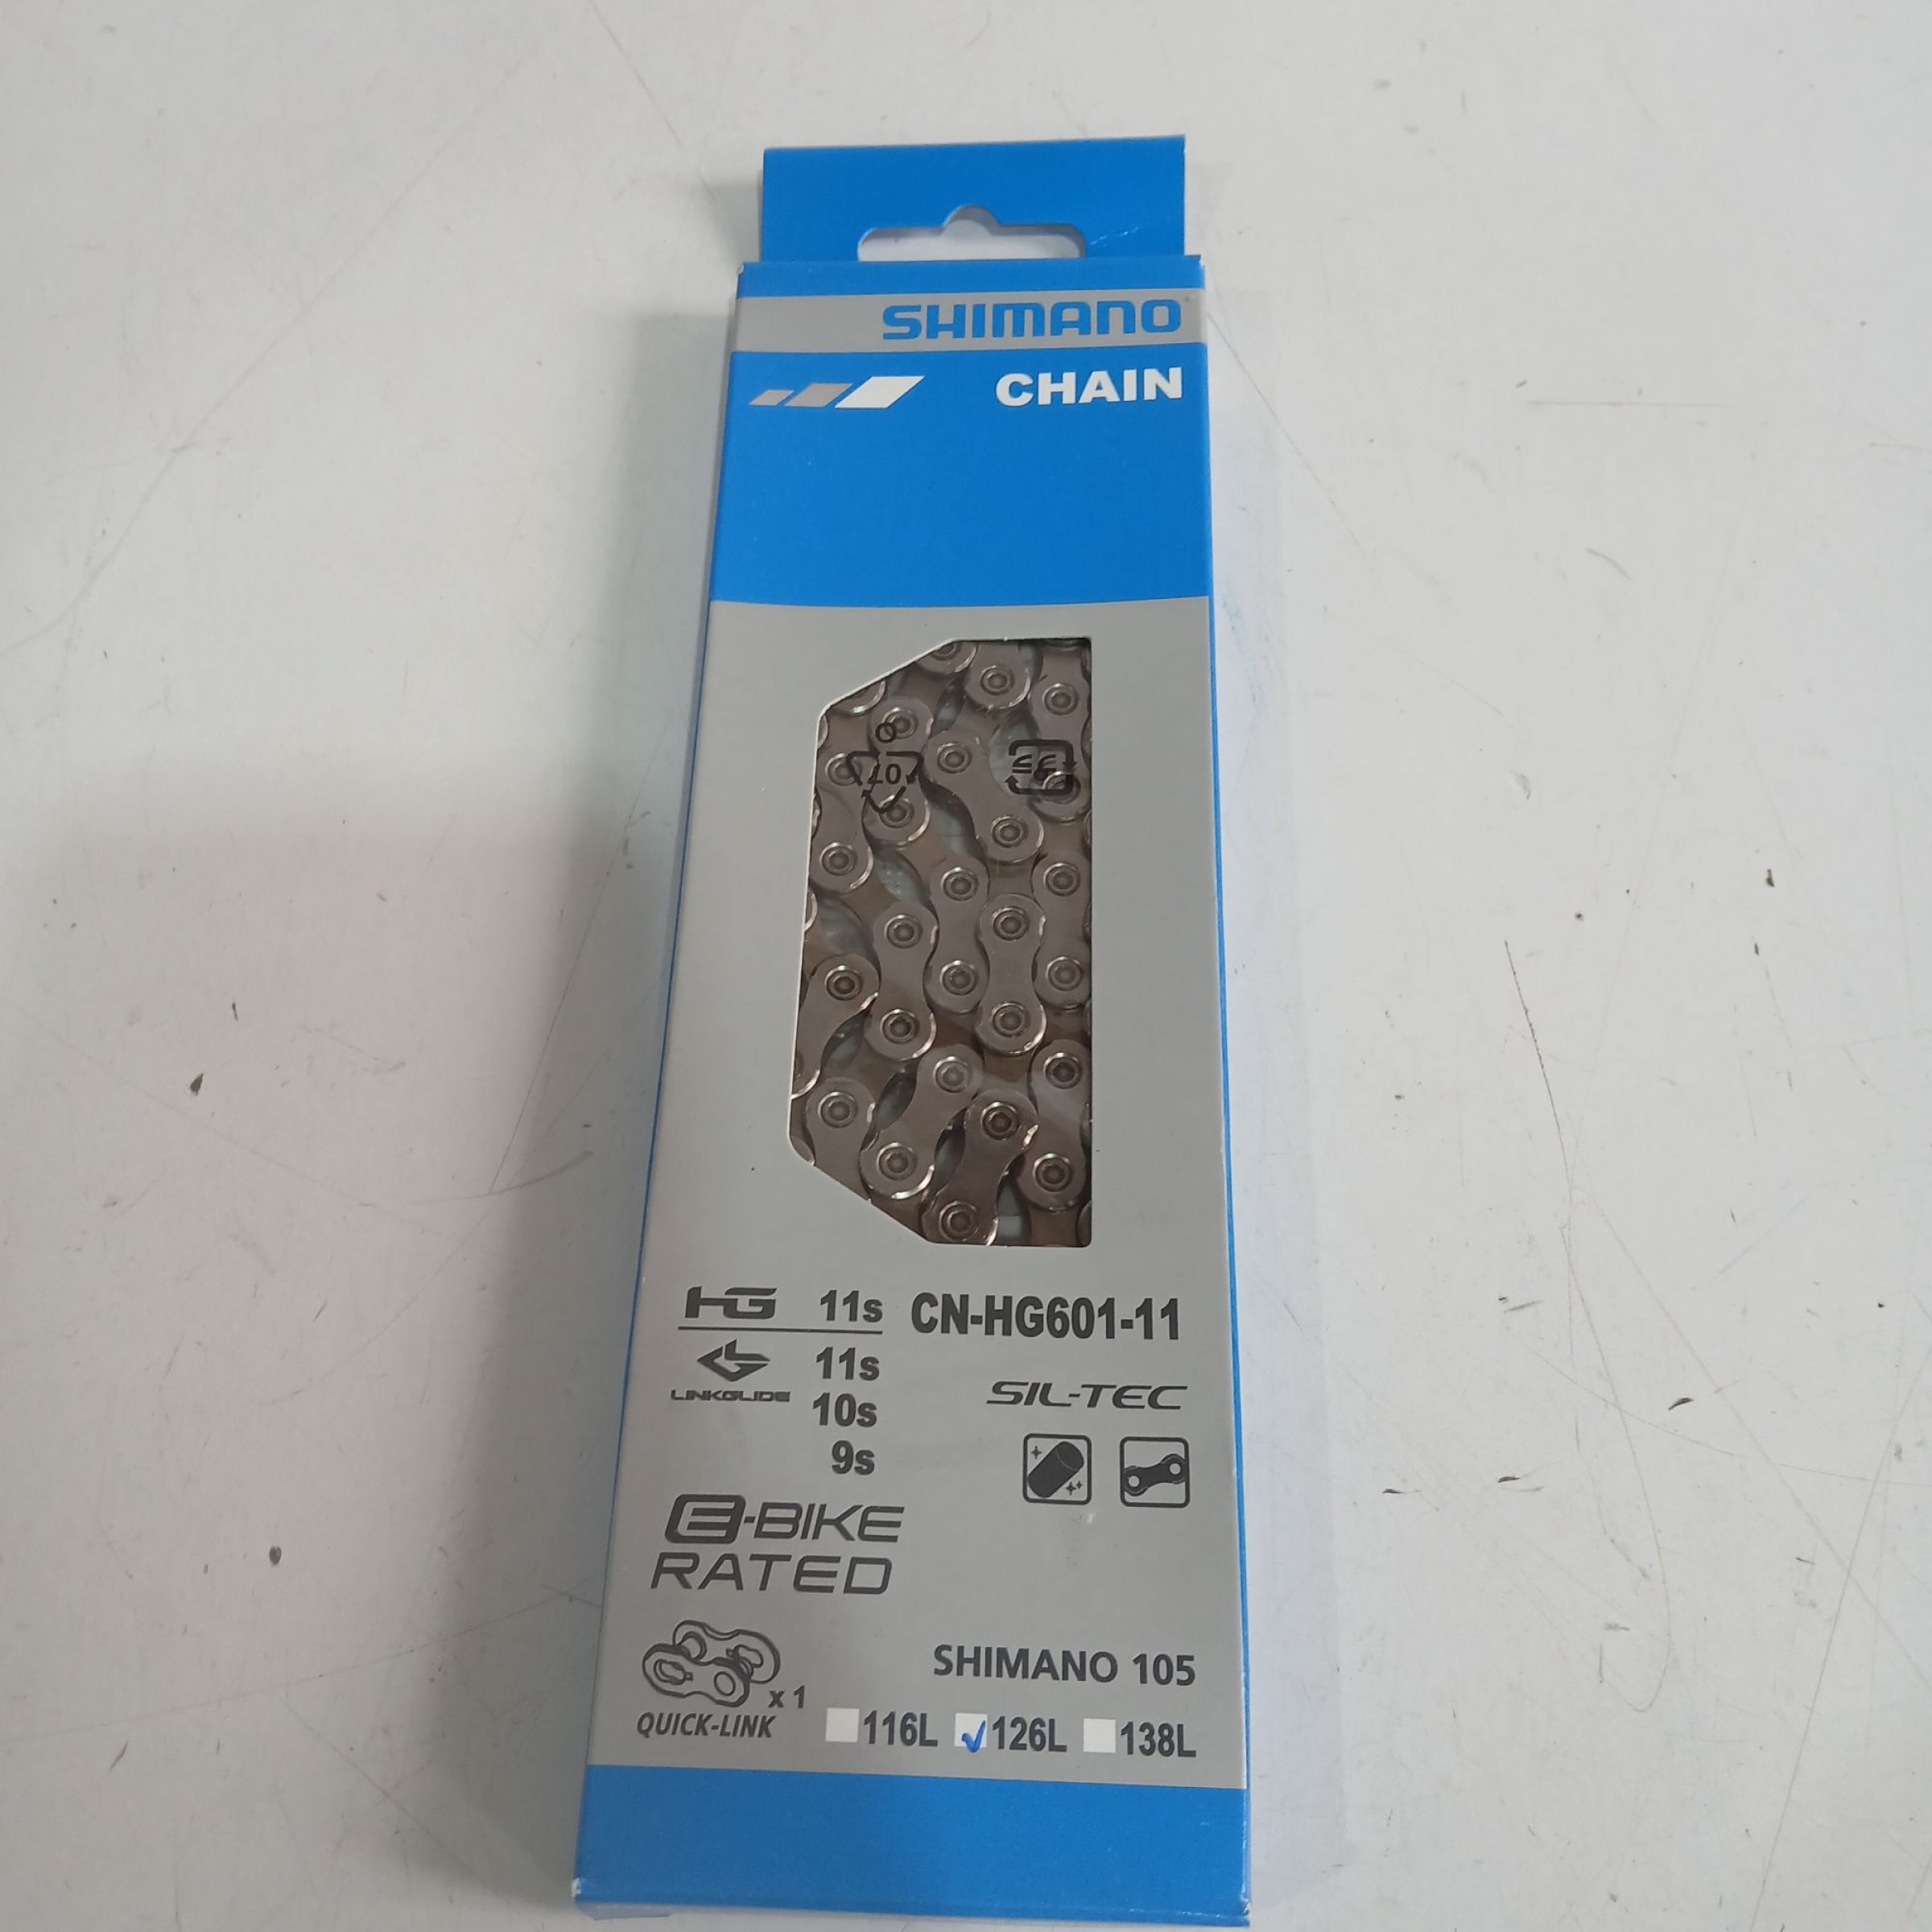 SHIMANO
CHAIN
07
HG 11s CN-HG601-11
LINKGLIDE 11s
10s
9s
SIL-TEC
E-BIKE
RATED
x 1
QUICK-LINK
SHIMANO 105
116L 126L 138L